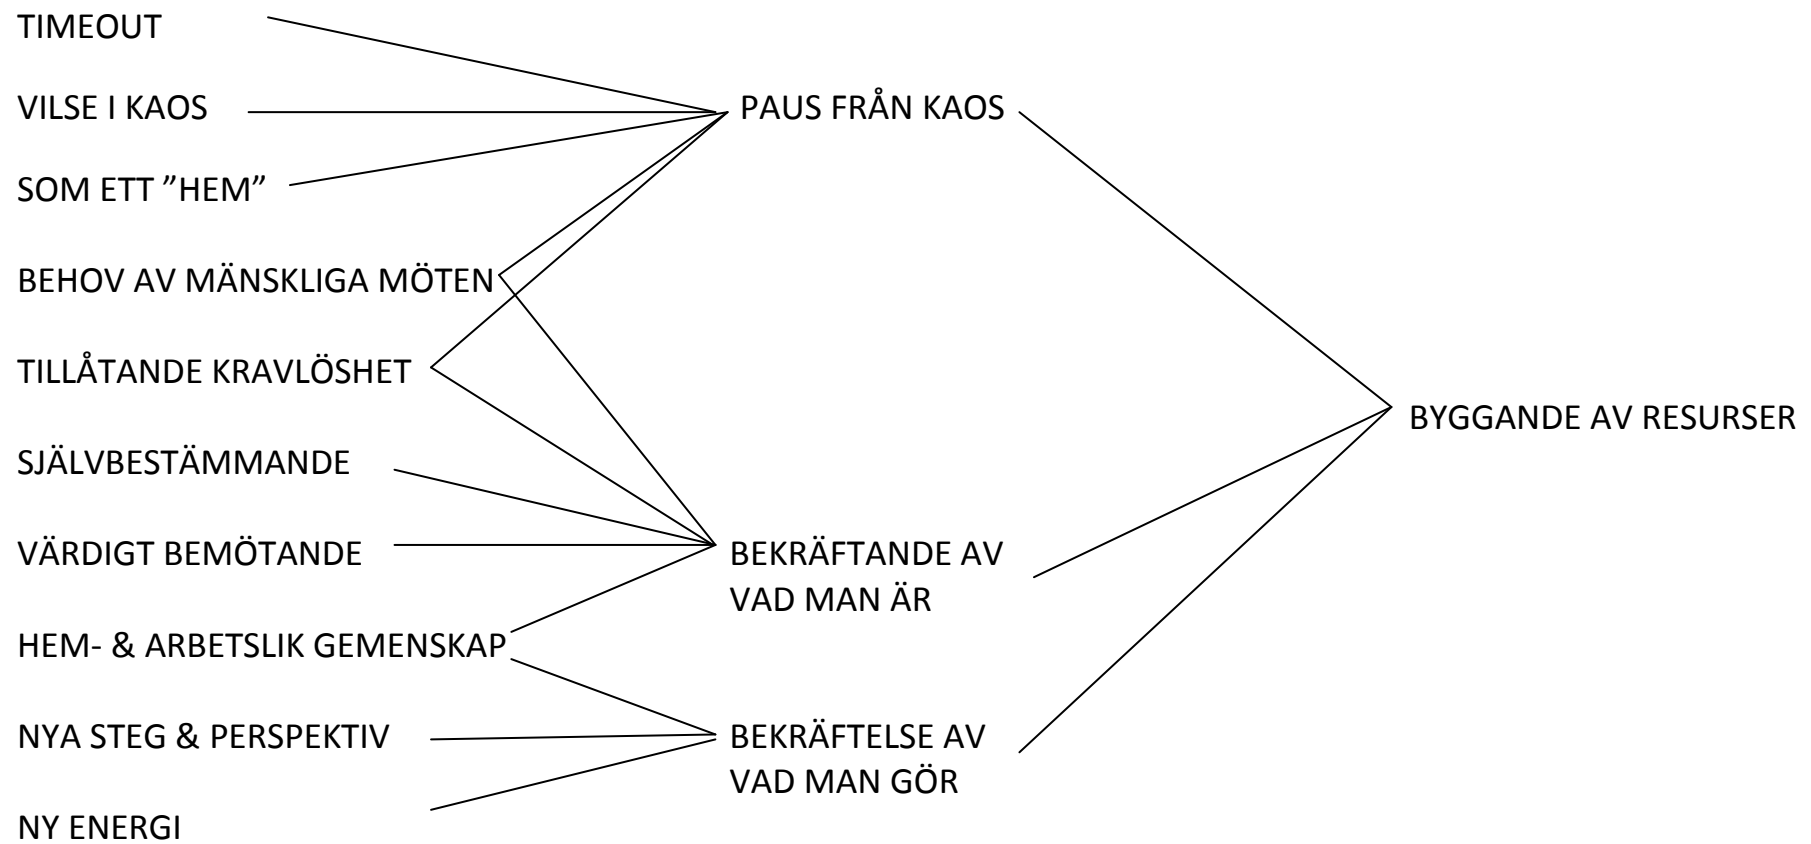 TIMEOUT
VILSE I KAOS
PAUS FRÅN KAOS
SOM ETT ”HEM”
BEHOV AV MÄNSKLIGA MÖTEN
TILLÅTANDE KRAVLÖSHET
BYGGANDE AV RESURSER
SJÄLVBESTÄMMANDE
VÄRDIGT BEMÖTANDE
BEKRÄFTANDE AV
VAD MAN ÄR
HEM- & ARBETSLIK GEMENSKAP
NYA STEG & PERSPEKTIV
BEKRÄFTELSE AV
VAD MAN GÖR
NY ENERGI